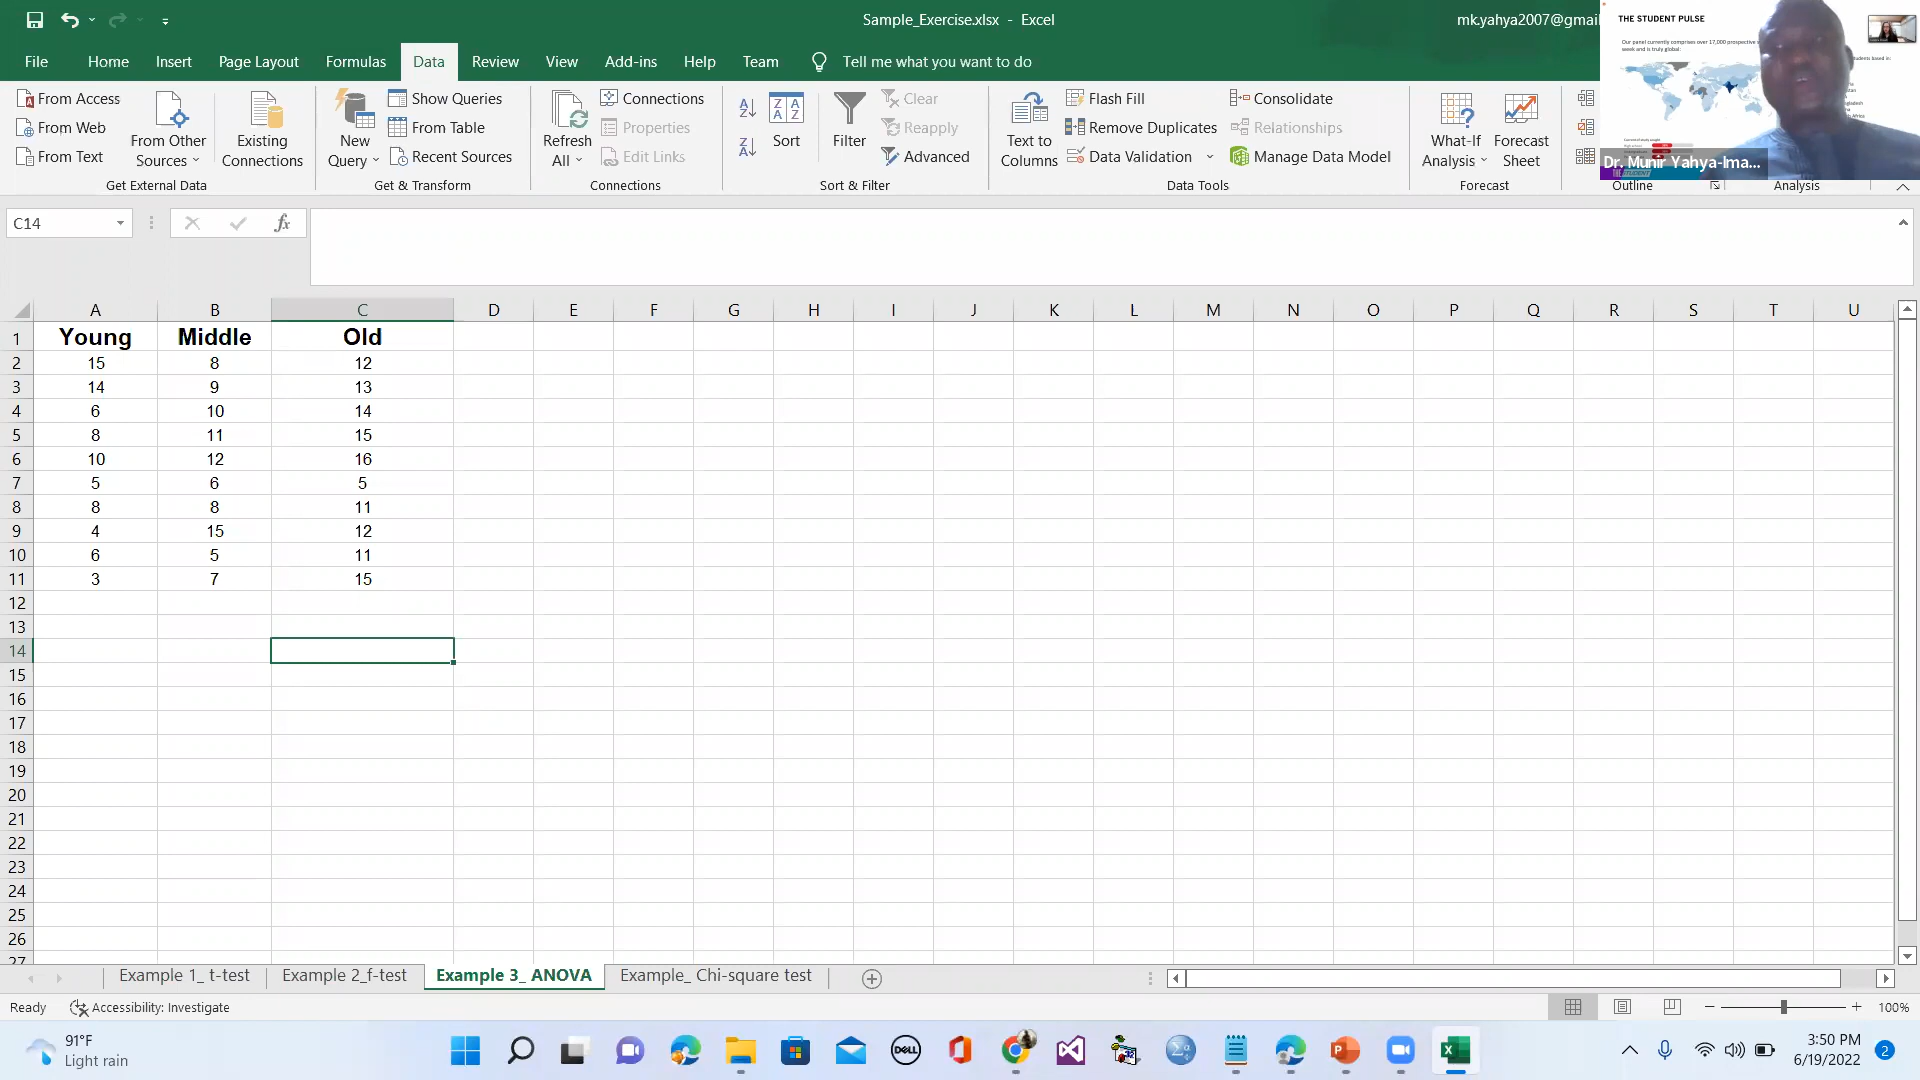 Sample_Exercise.xlsx - Excel
mk.yahya2007@gmail
File Home Insert Page Layout Formulas Data Review View Add-ins Help Team Tell me what you want to do
From Access
From Web
From Text
From Other Sources
Existing Connections
Get External Data
New Query
Show Queries
From Table
Recent Sources
Get & Transform
Refresh All
Connections
Properties
Edit Links
Connections
Sort
Filter
Clear
Reapply
Advanced
Sort & Filter
Text to Columns
Flash Fill
Remove Duplicates
Data Validation
Consolidate
Relationships
Manage Data Model
Data Tools
What-If Analysis
Forecast Sheet
Forecast
Outline
Analysis
THE STUDENT PULSE
Our panel currently comprises over 17,000 prospective
week and is truly global:
Dr. Munir Yahya-Ima...
C14
fx
A B C D E F G H I J K L M N O P Q R S T U
1 Young Middle Old
2 15 8 12
3 14 9 13
4 6 10 14
5 8 11 15
6 10 12 16
7 5 6 5
8 8 8 11
9 4 15 12
10 6 5 11
11 3 7 15
12
13
14
15
16
17
18
19
20
21
22
23
24
25
26
27
Example 1_ t-test Example 2_f-test Example 3_ ANOVA Example_ Chi-square test
Ready Accessibility: Investigate 100%
91°F
Light rain
DELL
3:50 PM
6/19/2022
2